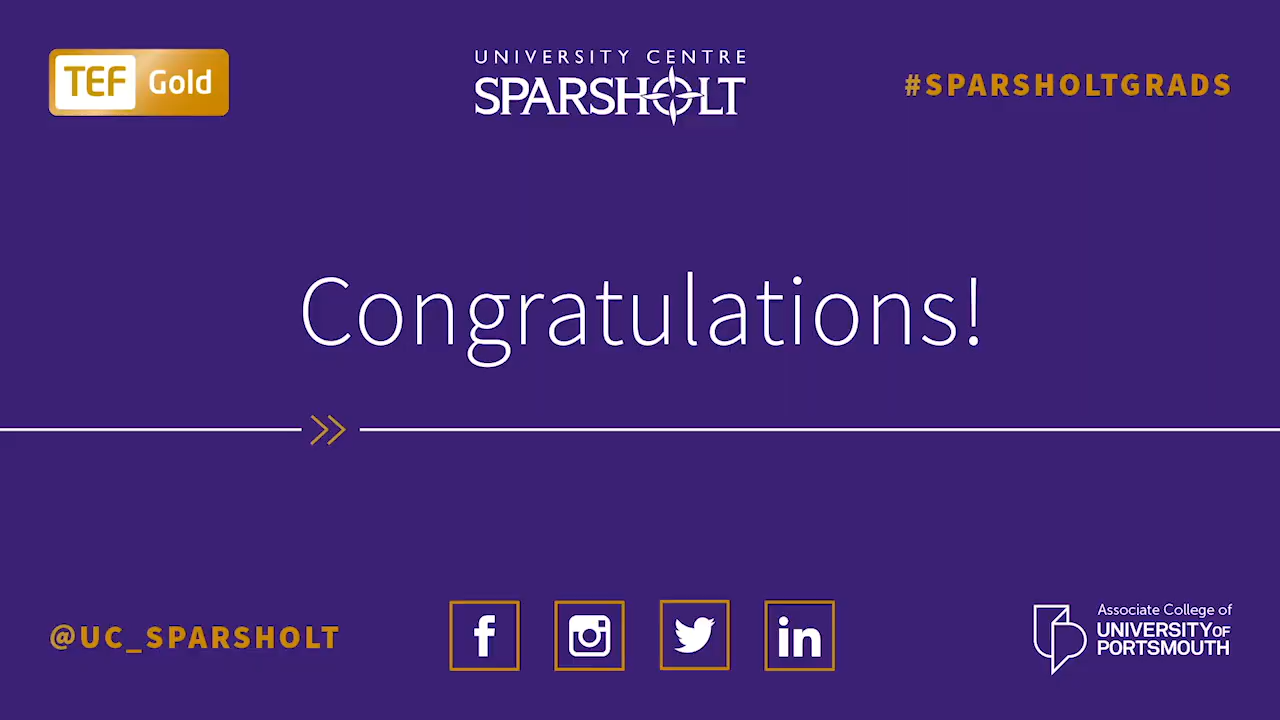 TEF Gold
UNIVERSITY CENTRE
SPARSHOLT
#SPARSHOLTGRADS
Congratulations!
@UC_SPARSHOLT
Associate College of
UNIVERSITY OF
PORTSMOUTH